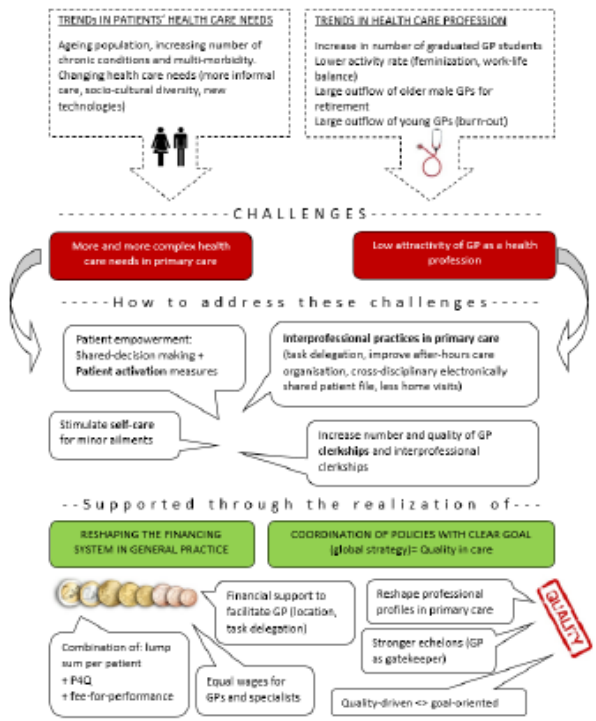 TRENDs IN PATIENTS' HEALTH CARE NEEDS
Ageing population, increasing number of
chronic conditions and multi-morbidity.
Changing health care needs (more informal
care, socio-cultural diversity, new
technologies)
TRENDS IN HEALTH CARE PROFESSION
Increase in number of graduated GP students
Lower activity rate (feminization, work-life
balance)
Large outflow of older male GPs for
retirement
Large outflow of young GPs (burn-out)
CHALLENGES
More and more complex health
care needs in primary care
Low attractivity of GP as a health
profession
How to address these challenges
Patient empowerment:
Shared-decision making +
Patient activation measures
Interprofessional practices in primary care
(task delegation, improve after-hours care
organisation, cross-disciplinary electronically
shared patient file, less home visits)
Stimulate self-care
for minor ailments
Increase number and quality of GP
clerkships and interprofessional
clerkships
Supported through the realization of
RESHAPING THE FINANCING
SYSTEM IN GENERAL PRACTICE
COORDINATION OF POLICIES WITH CLEAR GOAL
(global strategy)= Quality in care
Financial support to
facilitate GP (location,
task delegation)
Combination of: lump
sum per patient
+ P4Q
+ fee-for-performance
Equal wages for
GPs and specialists
Reshape professional
profiles in primary care
Stronger echelons (GP
as gatekeeper)
Quality-driven <> goal-oriented
QUALITY